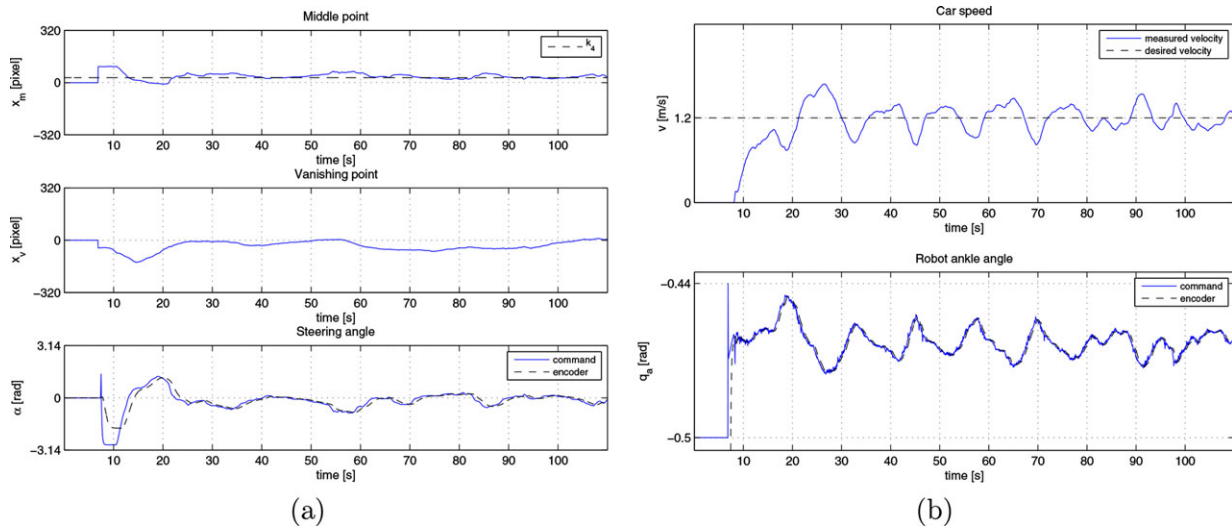 Middle point
320
0
-320
x_m [pixel]
k_4
10 20 30 40 50 60 70 80 90 100
time [s]
Vanishing point
320
0
-320
x_v [pixel]
10 20 30 40 50 60 70 80 90 100
time [s]
Steering angle
3.14
0
-3.14
α [rad]
command
encoder
10 20 30 40 50 60 70 80 90 100
time [s]
(a)
Car speed
measured velocity
desired velocity
1.2
0
v [m/s]
10 20 30 40 50 60 70 80 90 100
time [s]
Robot ankle angle
-0.44
-0.5
q_a [rad]
command
encoder
10 20 30 40 50 60 70 80 90 100
time [s]
(b)